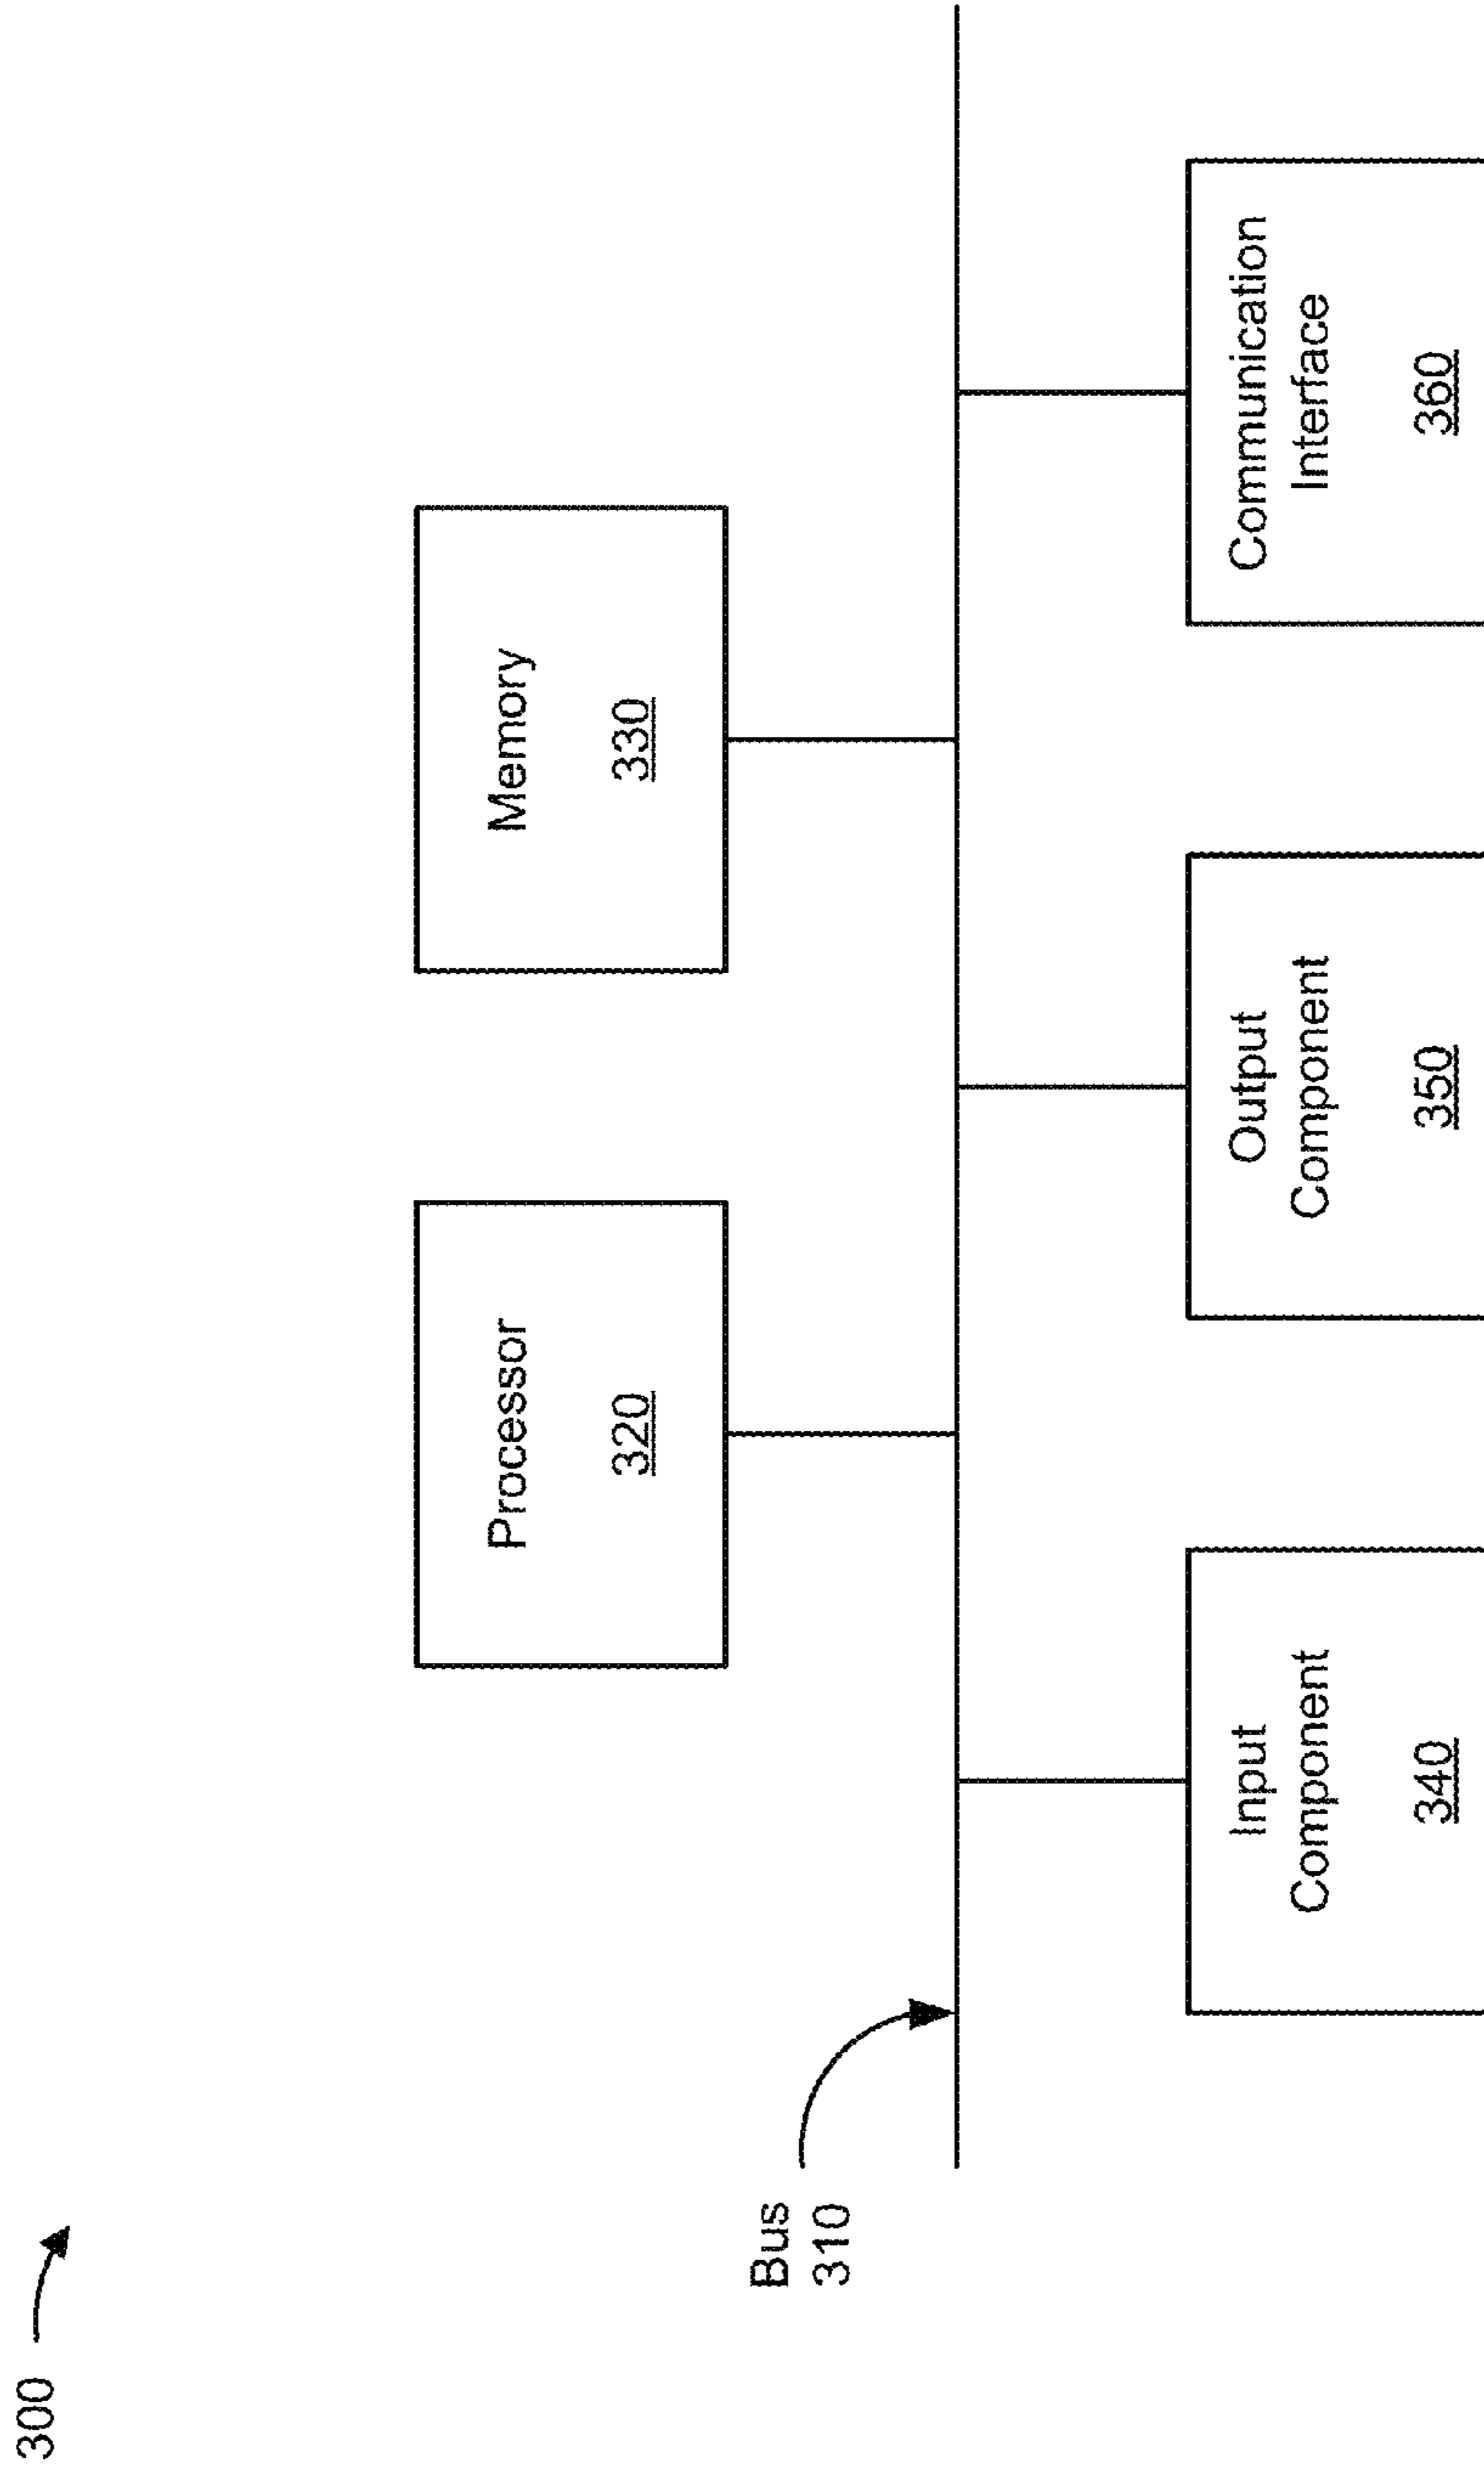 300
Processor
320
Memory
330
Bus
310
Input
Component
340
Output
Component
350
Communication
Interface
360